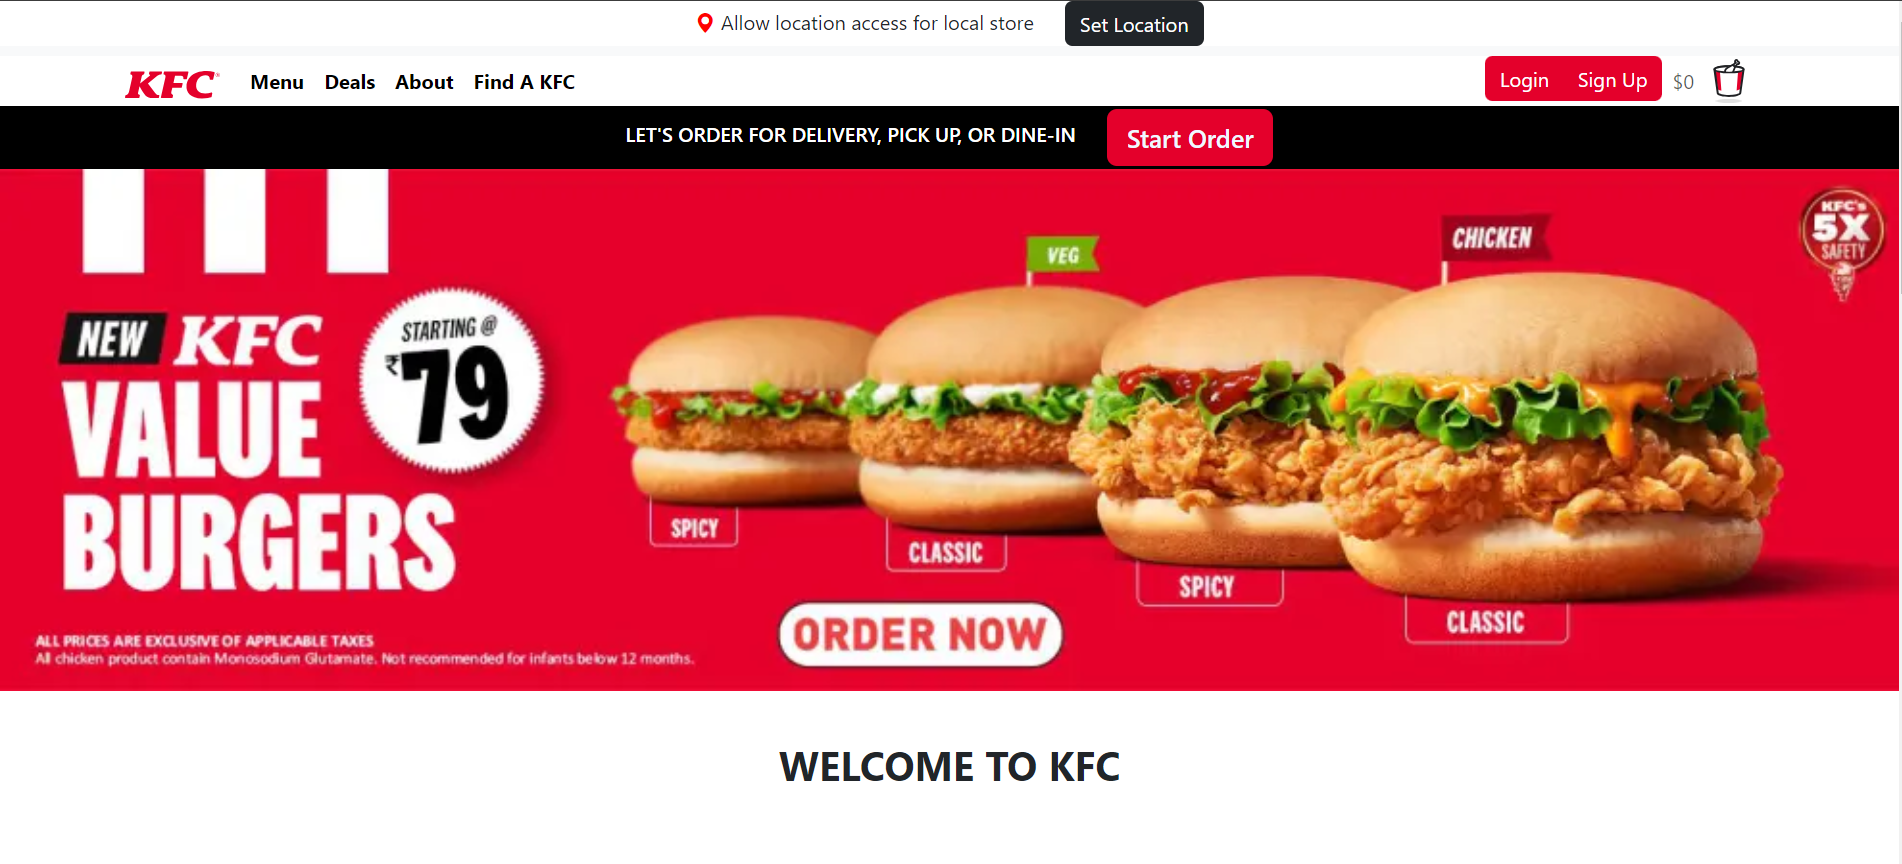 Allow location access for local store Set Location
KFC Menu Deals About Find A KFC Login Sign Up $0
LET'S ORDER FOR DELIVERY, PICK UP, OR DINE-IN Start Order
KFC's
5X
SAFETY
CHICKEN
VEG
NEW KFC
VALUE
BURGERS
STARTING @
₹79
SPICY
CLASSIC
SPICY
CLASSIC
ORDER NOW
ALL PRICES ARE EXCLUSIVE OF APPLICABLE TAXES
All chicken product contain Monosodium Glutamate. Not recommended for infants below 12 months.
WELCOME TO KFC